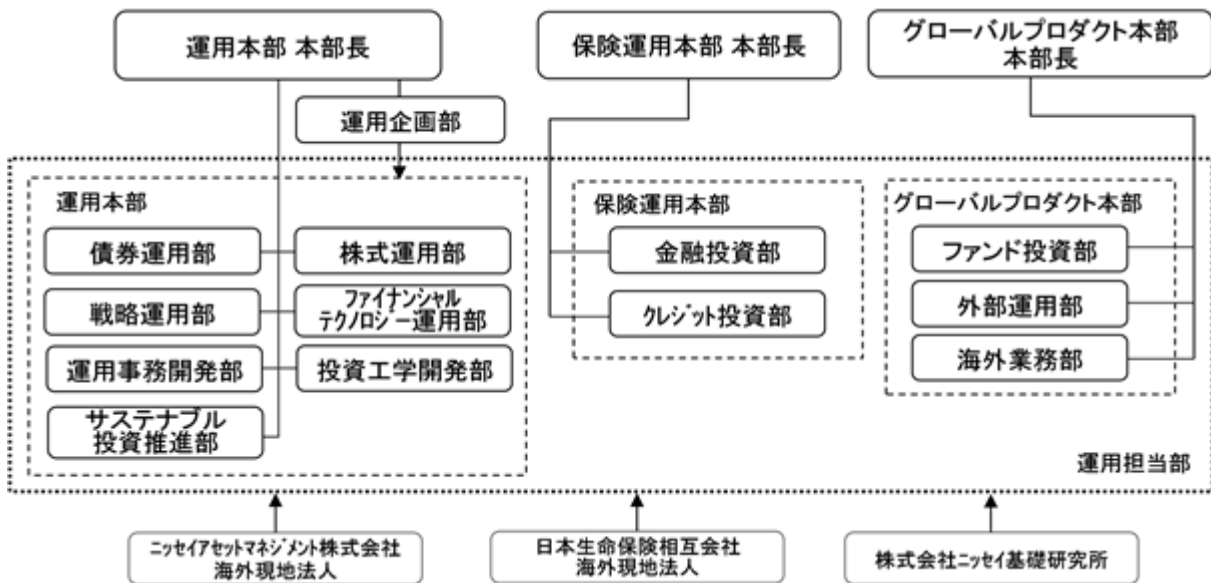 運用本部 本部長
保険運用本部 本部長
グローバルプロダクト本部
本部長
運用企画部
運用本部
債券運用部
株式運用部
戦略運用部
ファイナンシャル
テクノロジー運用部
運用事務開発部
投資工学開発部
サステナブル
投資推進部
保険運用本部
金融投資部
クレジット投資部
グローバルプロダクト本部
ファンド投資部
外部運用部
海外業務部
運用担当部
ニッセイアセットマネジメント株式会社
海外現地法人
日本生命保険相互会社
海外現地法人
株式会社ニッセイ基礎研究所